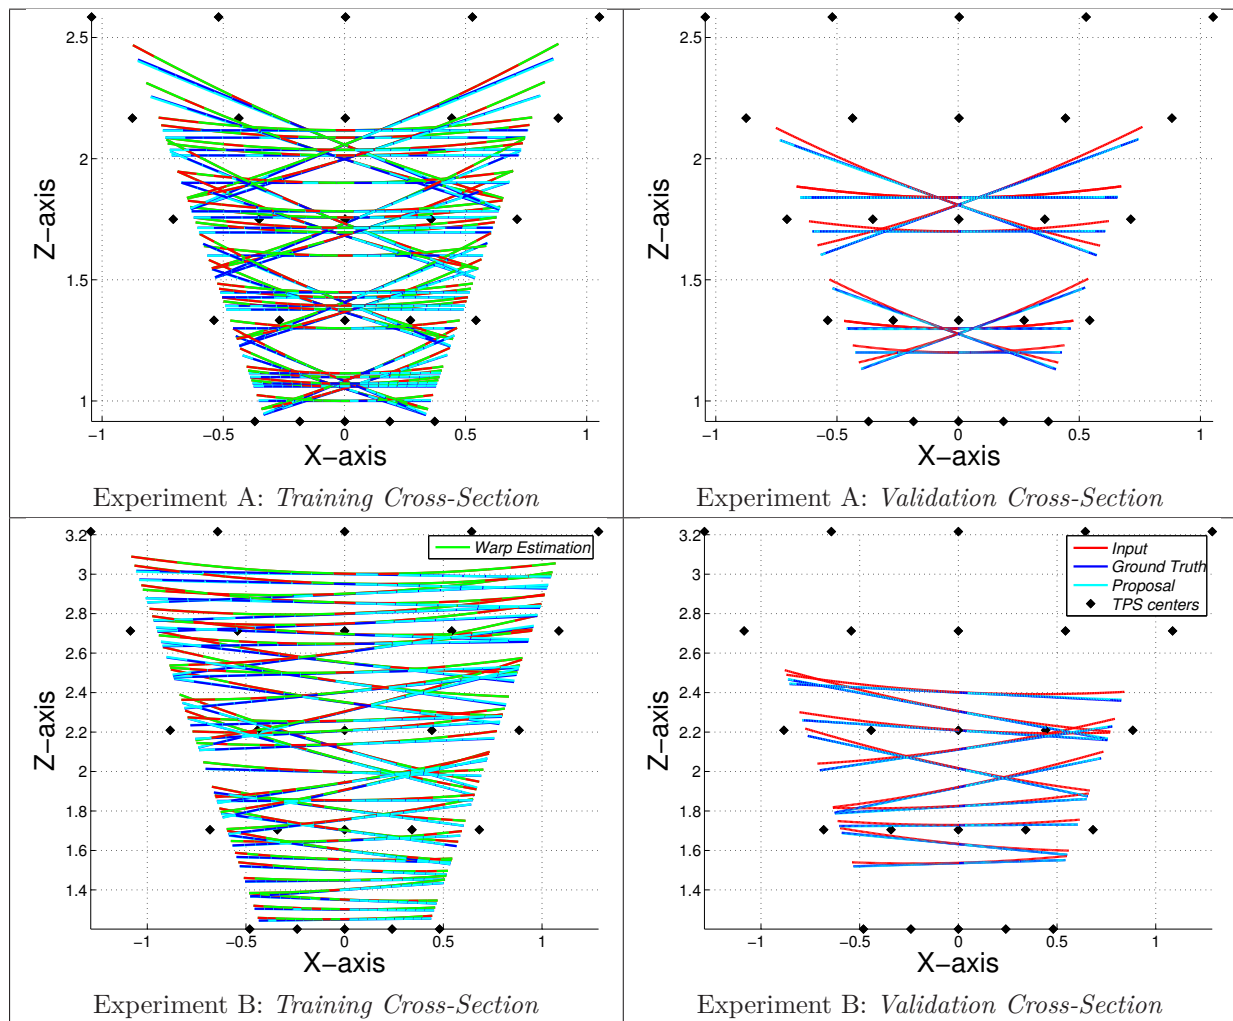 2.5
2
1.5
1
Z-axis
−1
−0.5
0
0.5
1
X-axis
Experiment A: Training Cross-Section
2.5
2
1.5
1
Z-axis
−1
−0.5
0
0.5
1
X-axis
Experiment A: Validation Cross-Section
3.2
3
2.8
2.6
2.4
2.2
2
1.8
1.6
1.4
Z-axis
Warp Estimation
−1
−0.5
0
0.5
1
X-axis
Experiment B: Training Cross-Section
3.2
3
2.8
2.6
2.4
2.2
2
1.8
1.6
1.4
Z-axis
Input
Ground Truth
Proposal
TPS centers
−1
−0.5
0
0.5
1
X-axis
Experiment B: Validation Cross-Section